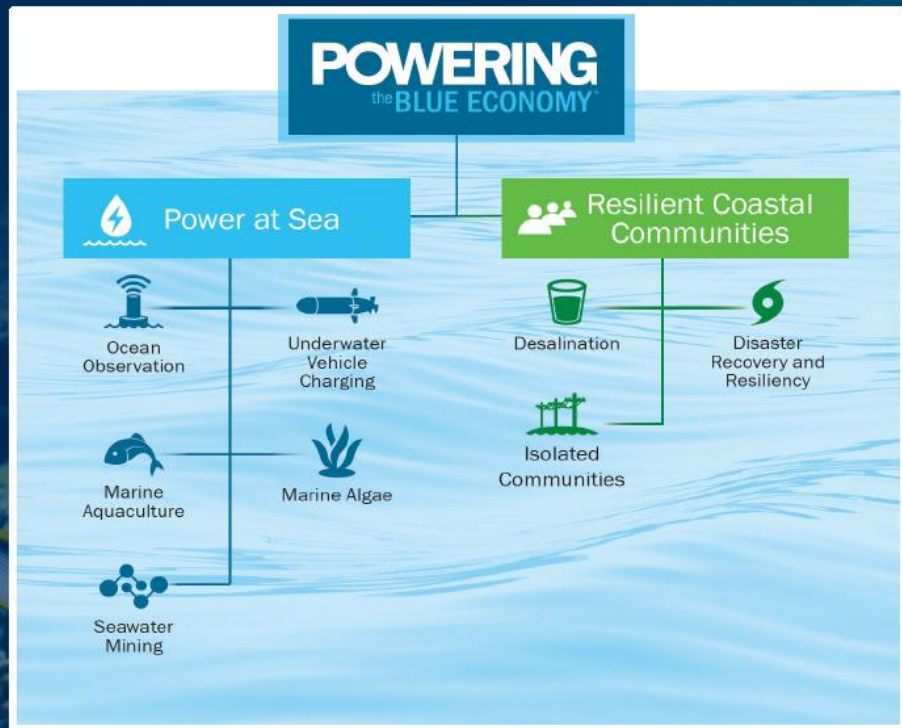 POWERING
the BLUE ECONOMY™
Power at Sea
Resilient Coastal
Communities
Ocean
Observation
Underwater
Vehicle
Charging
Desalination
Disaster
Recovery and
Resiliency
Marine
Aquaculture
Marine Algae
Isolated
Communities
Seawater
Mining